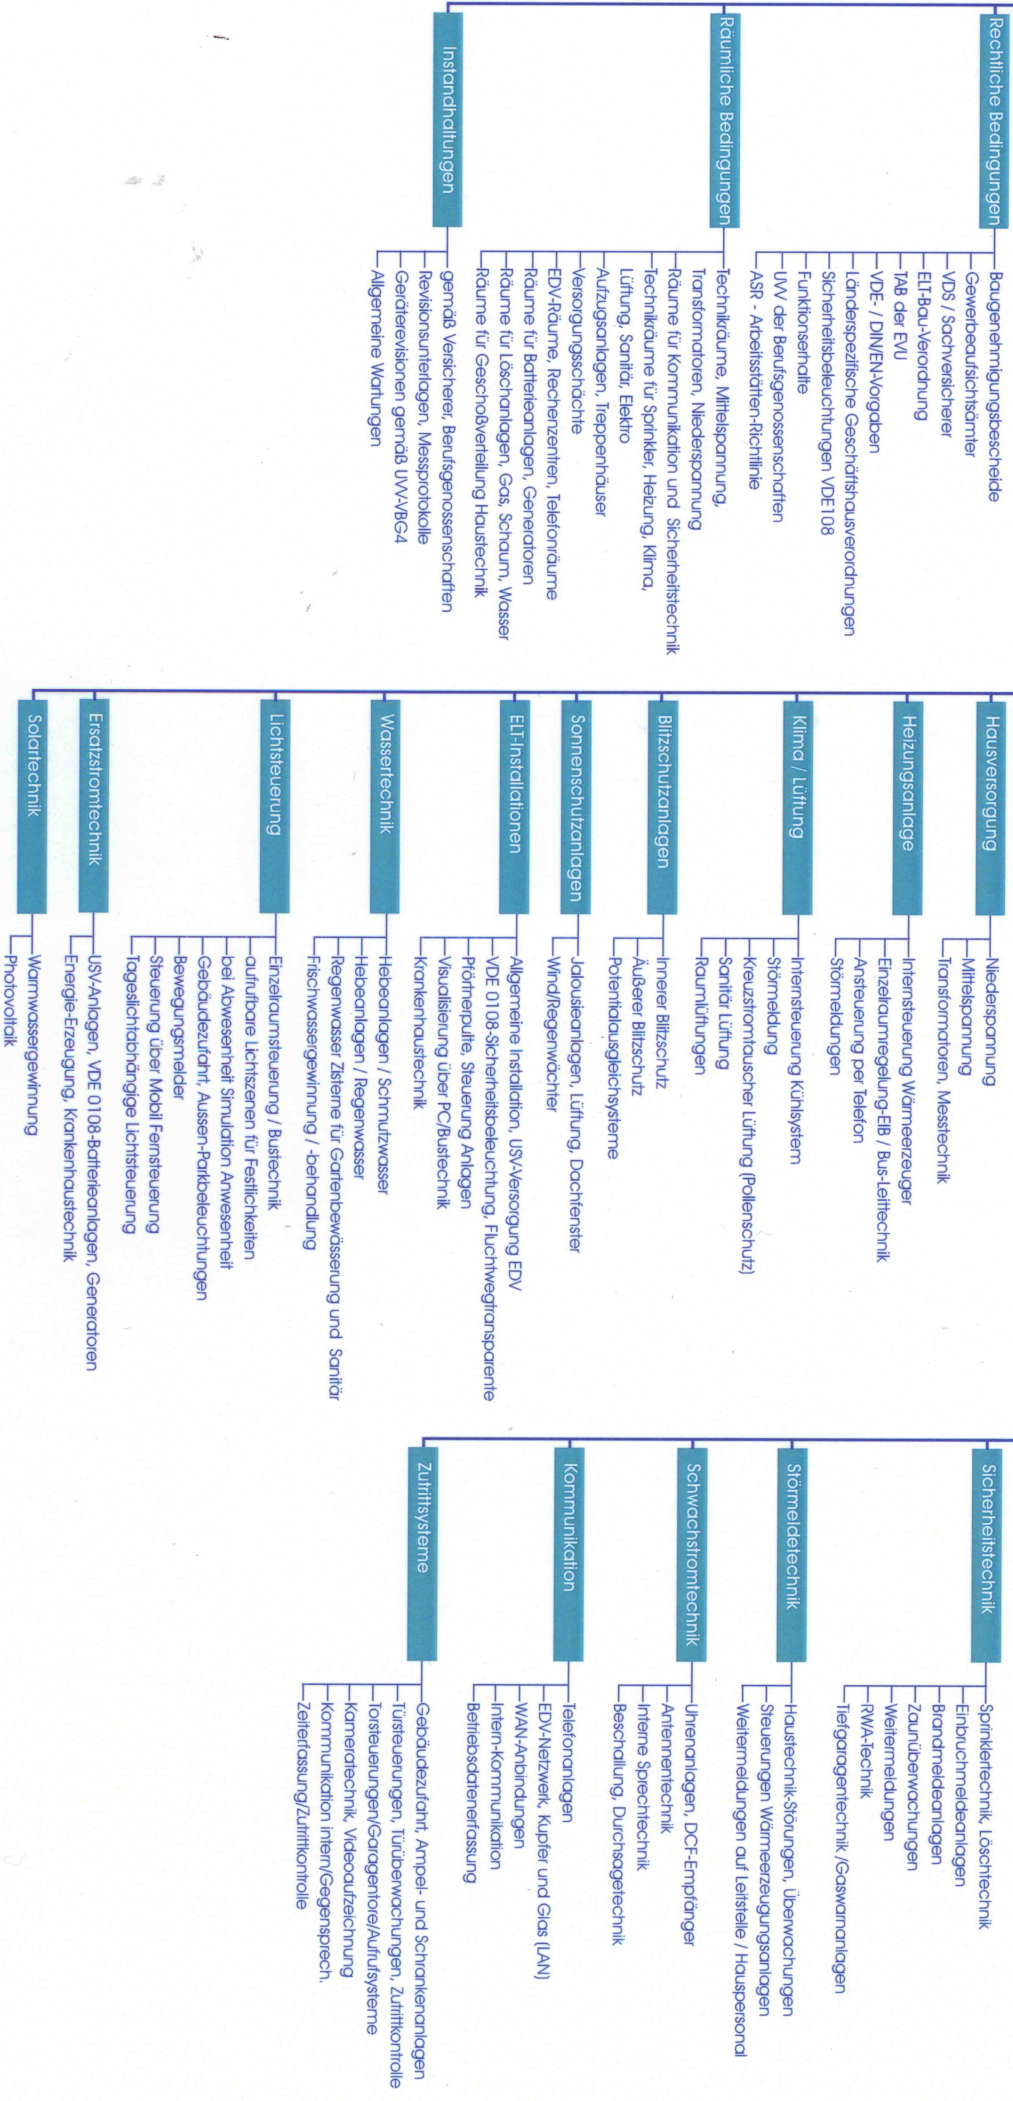 Rechtliche Bedingungen
Baugenehmigungsbescheide
Gewerbeaufsichtsämter
VDS / Sachversicherer
ELT-Bau-Verordnung
TAB der EVU
VDE- / DIN/EN-Vorgaben
Länderspezifische Geschäftshausverordnungen
Sicherheitsbeleuchtungen VDE108
Funktionserhalte
UVV der Berufsgenossenschaften
ASR - Arbeitsstätten-Richtlinie
Räumliche Bedingungen
Technikräume, Mittelspannung,
Transformatoren, Niederspannung
Räume für Kommunikation und Sicherheitstechnik
Technikräume für Sprinkler, Heizung, Klima,
Lüftung, Sanitär, Elektro
Aufzugsanlagen, Treppenhäuser
Versorgungsschächte
EDV-Räume, Rechenzentren, Telefonräume
Räume für Batterieanlagen, Generatoren
Räume für Löschanlagen, Gas, Schaum, Wasser
Räume für Geschoßverteilung Haustechnik
Instandhaltungen
gemäß Versicherer, Berufsgenossenschaften
Revisionsunterlagen, Messprotokolle
Geräterevisionen gemäß UVV-VBG4
Allgemeine Wartungen
Hausversorgung
Niederspannung
Mittelspannung
Transformatoren, Messtechnik
Heizungsanlage
Internsteuerung Wärmeerzeuger
Einzelraumregelung-EIB / Bus-Leittechnik
Ansteuerung per Telefon
Störmeldungen
Klima / Lüftung
Internsteuerung Kühlsystem
Störmeldung
Kreuzstromtauscher Lüftung (Pollenschutz)
Sanitär Lüftung
Raumlüftungen
Blitzschutzanlagen
Innerer Blitzschutz
Äußerer Blitzschutz
Potentialausgleichsysteme
Sonnenschutzanlagen
Jalousieanlagen, Lüftung, Dachfenster
Wind/Regenwächter
ELT-Installationen
Allgemeine Installation, USV-Versorgung EDV
VDE 0108-Sicherheitsbeleuchtung, Fluchtwegtransparente
Pförtnerpulte, Steuerung Anlagen
Visualisierung über PC/Bustechnik
Krankenhaustechnik
Wassertechnik
Hebeanlagen / Schmutzwasser
Hebeanlagen / Regenwasser
Regenwasser Zisterne für Gartenbewässerung und Sanitär
Frischwassergewinnung / -behandlung
Lichtsteuerung
Einzelraumsteuerung / Bustechnik
aufrufbare Lichtszenen für Festlichkeiten
bei Abwesenheit Simulation Anwesenheit
Gebäudezufahrt, Aussen-Parkbeleuchtungen
Bewegungsmelder
Steuerung über Mobil Fernsteuerung
Tageslichtabhängige Lichtsteuerung
Ersatzstromtechnik
USV-Anlagen, VDE 0108-Batterieanlagen, Generatoren
Energie-Erzeugung, Krankenhaustechnik
Solartechnik
Warmwassergewinnung
Photovoltaik
Sicherheitstechnik
Sprinklertechnik, Löschtechnik
Einbruchmeldeanlagen
Brandmeldeanlagen
Zaunüberwachungen
Weitermeldungen
RWA-Technik
Tiefgaragentechnik /Gaswarnanlagen
Störmeldetechnik
Haustechnik-Störungen, Überwachungen
Steuerungen Wärmeerzeugungsanlagen
Weitermeldungen auf Leitstelle / Hauspersonal
Schwachstromtechnik
Uhrenanlagen, DCF-Empfänger
Antennentechnik
Interne Sprechtechnik
Beschallung, Durchsagetechnik
Kommunikation
Telefonanlagen
EDV-Netzwerk, Kupfer und Glas (LAN)
WAN-Anbindungen
Intern-Kommunikation
Betriebsdatenerfassung
Zutrittsysteme
Gebäudezufahrt, Ampel- und Schrankenanlagen
Türsteuerungen, Türüberwachungen, Zutrittkontrolle
Torsteuerungen/Garagentore/Aufrufsysteme
Kameratechnik, Videoaufzeichnung
Kommunikation intern/Gegensprech.
Zeiterfassung/Zutrittkontrolle